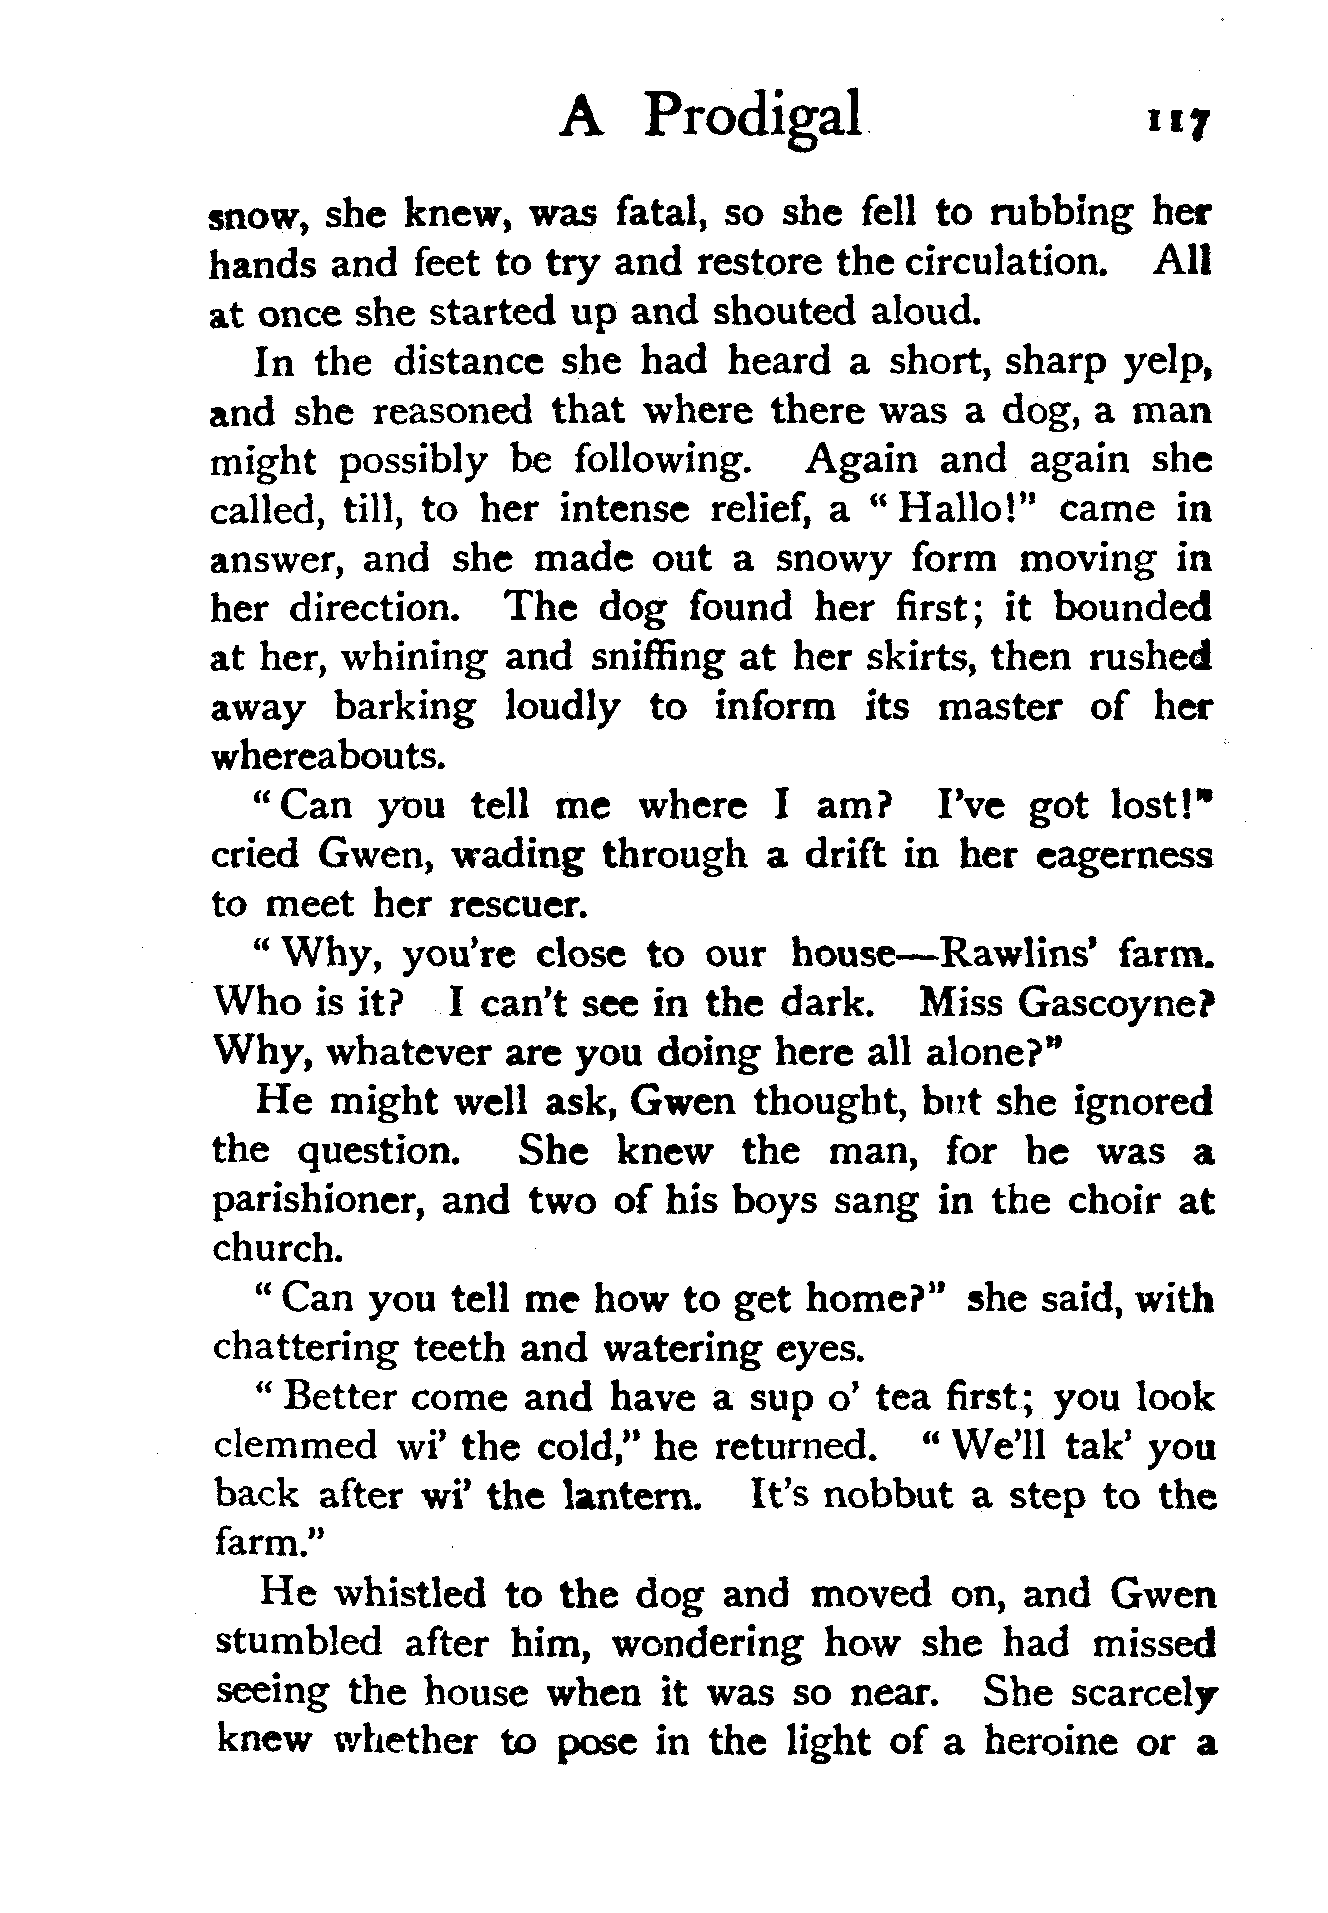 A Prodigal 117
snow, she knew, was fatal, so she fell to rubbing her
hands and feet to try and restore the circulation. All
at once she started up and shouted aloud.
In the distance she had heard a short, sharp yelp,
and she reasoned that where there was a dog, a man
might possibly be following. Again and again she
called, till, to her intense relief, a “ Hallo!” came in
answer, and she made out a snowy form moving in
her direction. The dog found her first; it bounded
at her, whining and sniffing at her skirts, then rushed
away barking loudly to inform its master of her
whereabouts.
“ Can you tell me where I am? I’ve got lost!”
cried Gwen, wading through a drift in her eagerness
to meet her rescuer.
“ Why, you’re close to our house—Rawlins’ farm.
Who is it? I can’t see in the dark. Miss Gascoyne?
Why, whatever are you doing here all alone?”
He might well ask, Gwen thought, but she ignored
the question. She knew the man, for he was a
parishioner, and two of his boys sang in the choir at
church.
“ Can you tell me how to get home?” she said, with
chattering teeth and watering eyes.
“ Better come and have a sup o’ tea first; you look
clemmed wi’ the cold,” he returned. “ We’ll tak’ you
back after wi’ the lantern. It’s nobbut a step to the
farm.”
He whistled to the dog and moved on, and Gwen
stumbled after him, wondering how she had missed
seeing the house when it was so near. She scarcely
knew whether to pose in the light of a heroine or a